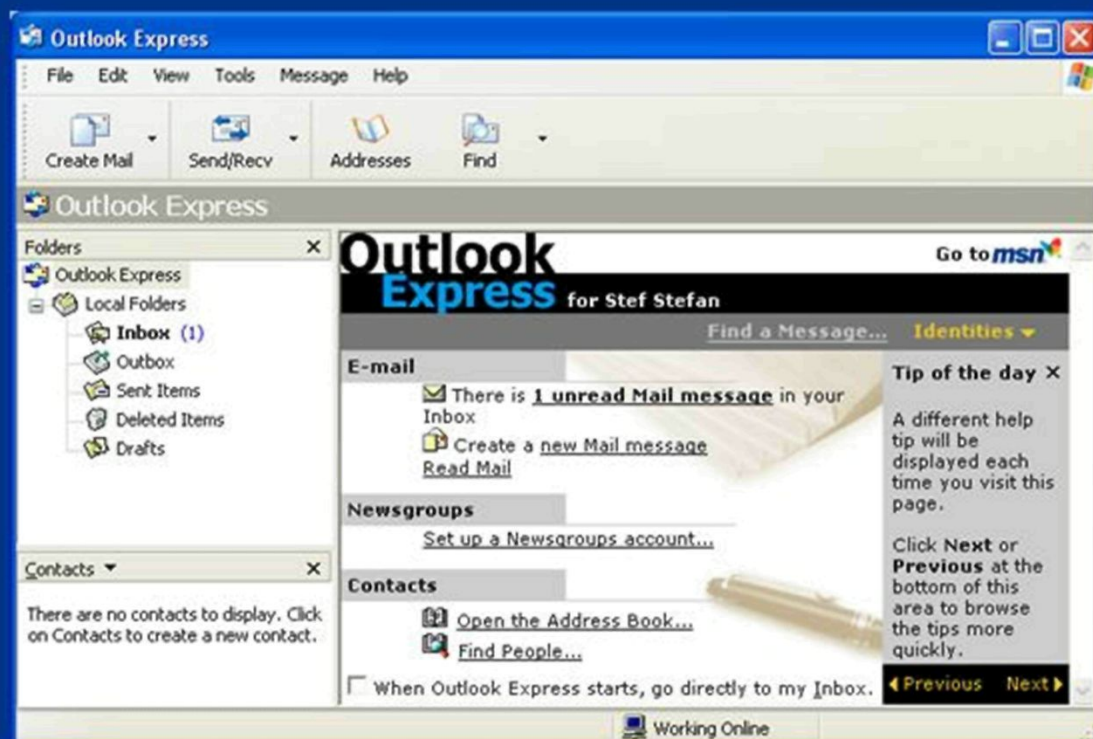 Outlook Express
File Edit View Tools Message Help
Create Mail Send/Recv Addresses Find
Outlook Express
Folders
Outlook Express
Local Folders
Inbox (1)
Outbox
Sent Items
Deleted Items
Drafts
Contacts
There are no contacts to display. Click
on Contacts to create a new contact.
Outlook
Express for Stef Stefan
Go to msn
Find a Message... Identities
E-mail
There is 1 unread Mail message in your
Inbox
Create a new Mail message
Read Mail
Newsgroups
Set up a Newsgroups account...
Contacts
Open the Address Book...
Find People...
When Outlook Express starts, go directly to my Inbox.
Tip of the day
A different help
tip will be
displayed each
time you visit this
page.
Click Next or
Previous at the
bottom of this
area to browse
the tips more
quickly.
Previous Next
Working Online